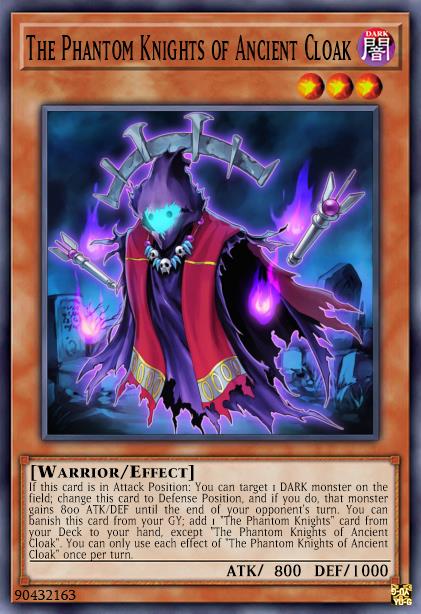 The Phantom Knights of Ancient Cloak
DARK
闇
[Warrior/Effect]
If this card is in Attack Position: You can target 1 DARK monster on the
field; change this card to Defense Position, and if you do, that monster
gains 800 ATK/DEF until the end of your opponent's turn. You can
banish this card from your GY; add 1 "The Phantom Knights" card from
your Deck to your hand, except "The Phantom Knights of Ancient
Cloak". You can only use each effect of "The Phantom Knights of Ancient
Cloak" once per turn.
ATK/ 800 DEF/1000
90432163